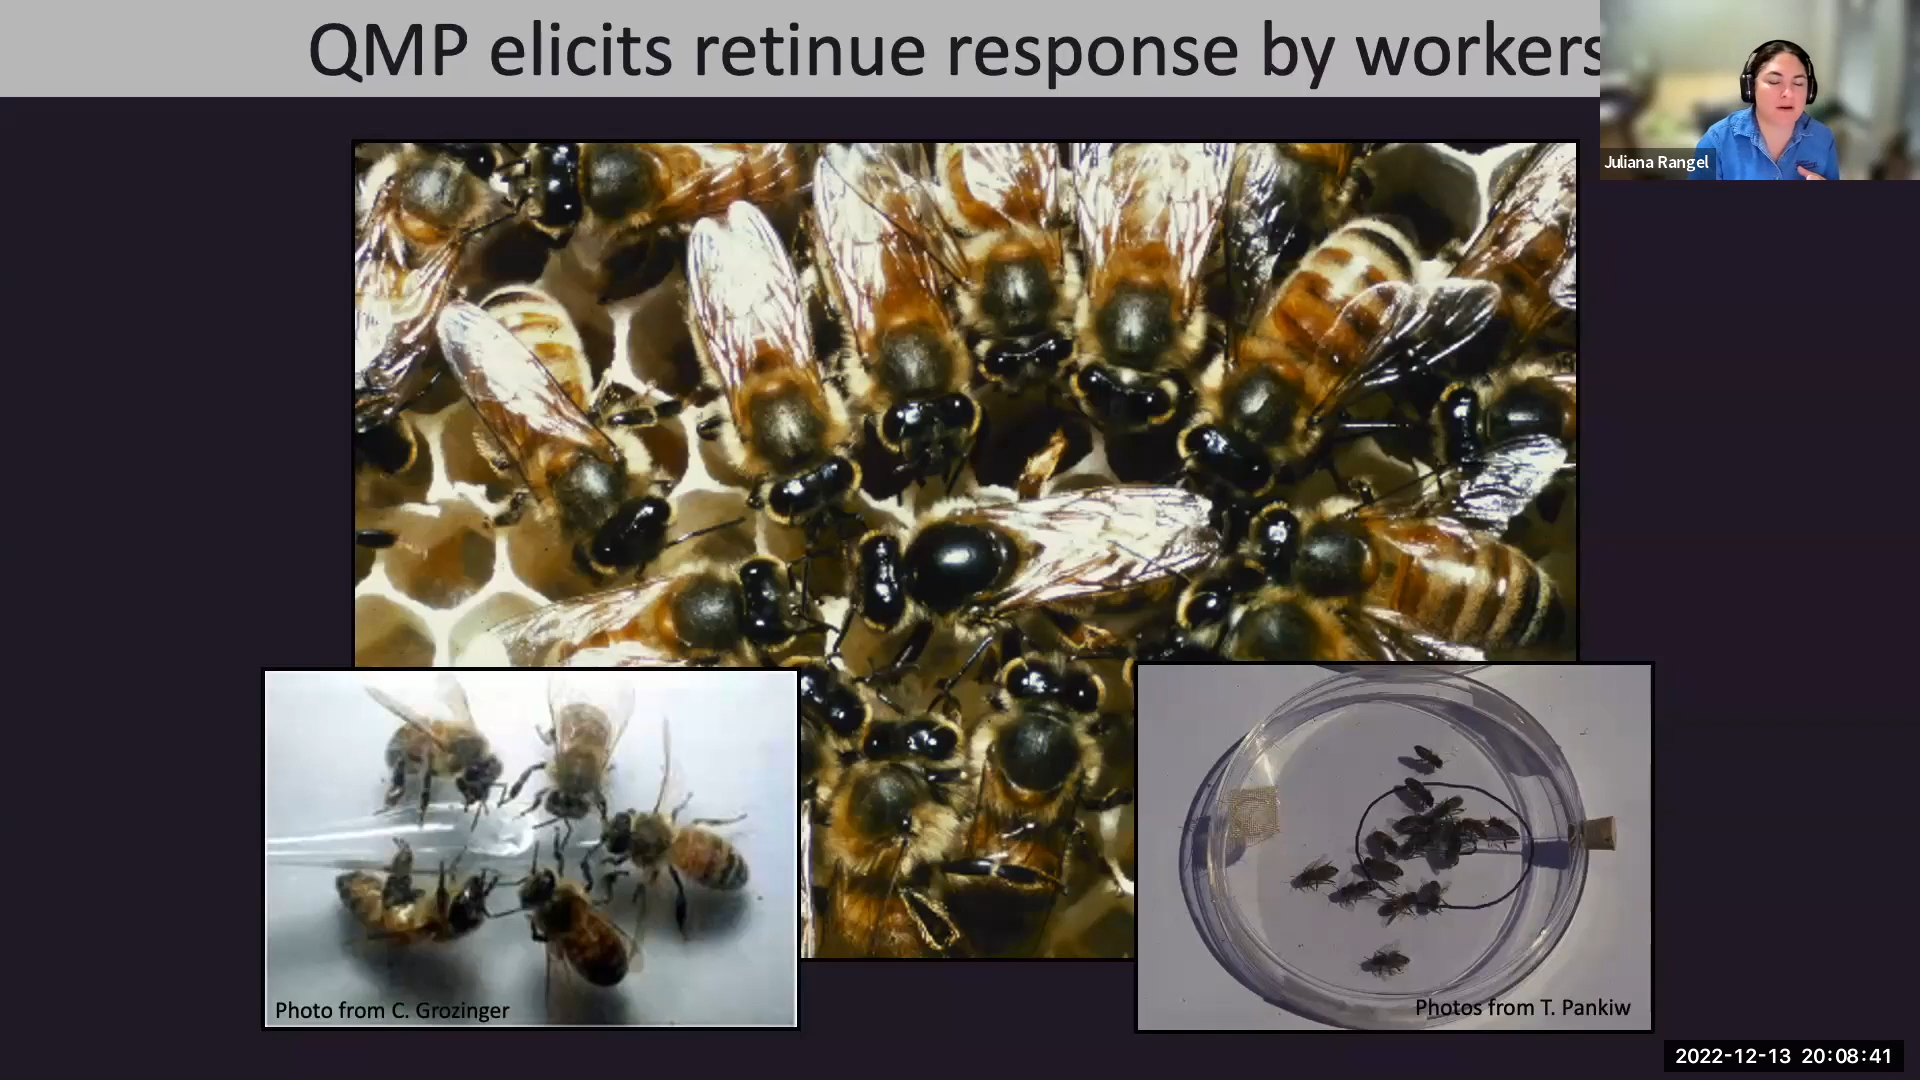 QMP elicits retinue response by workers
Juliana Rangel
Photo from C. Grozinger
Photos from T. Pankiw
2022-12-13 20:08:41